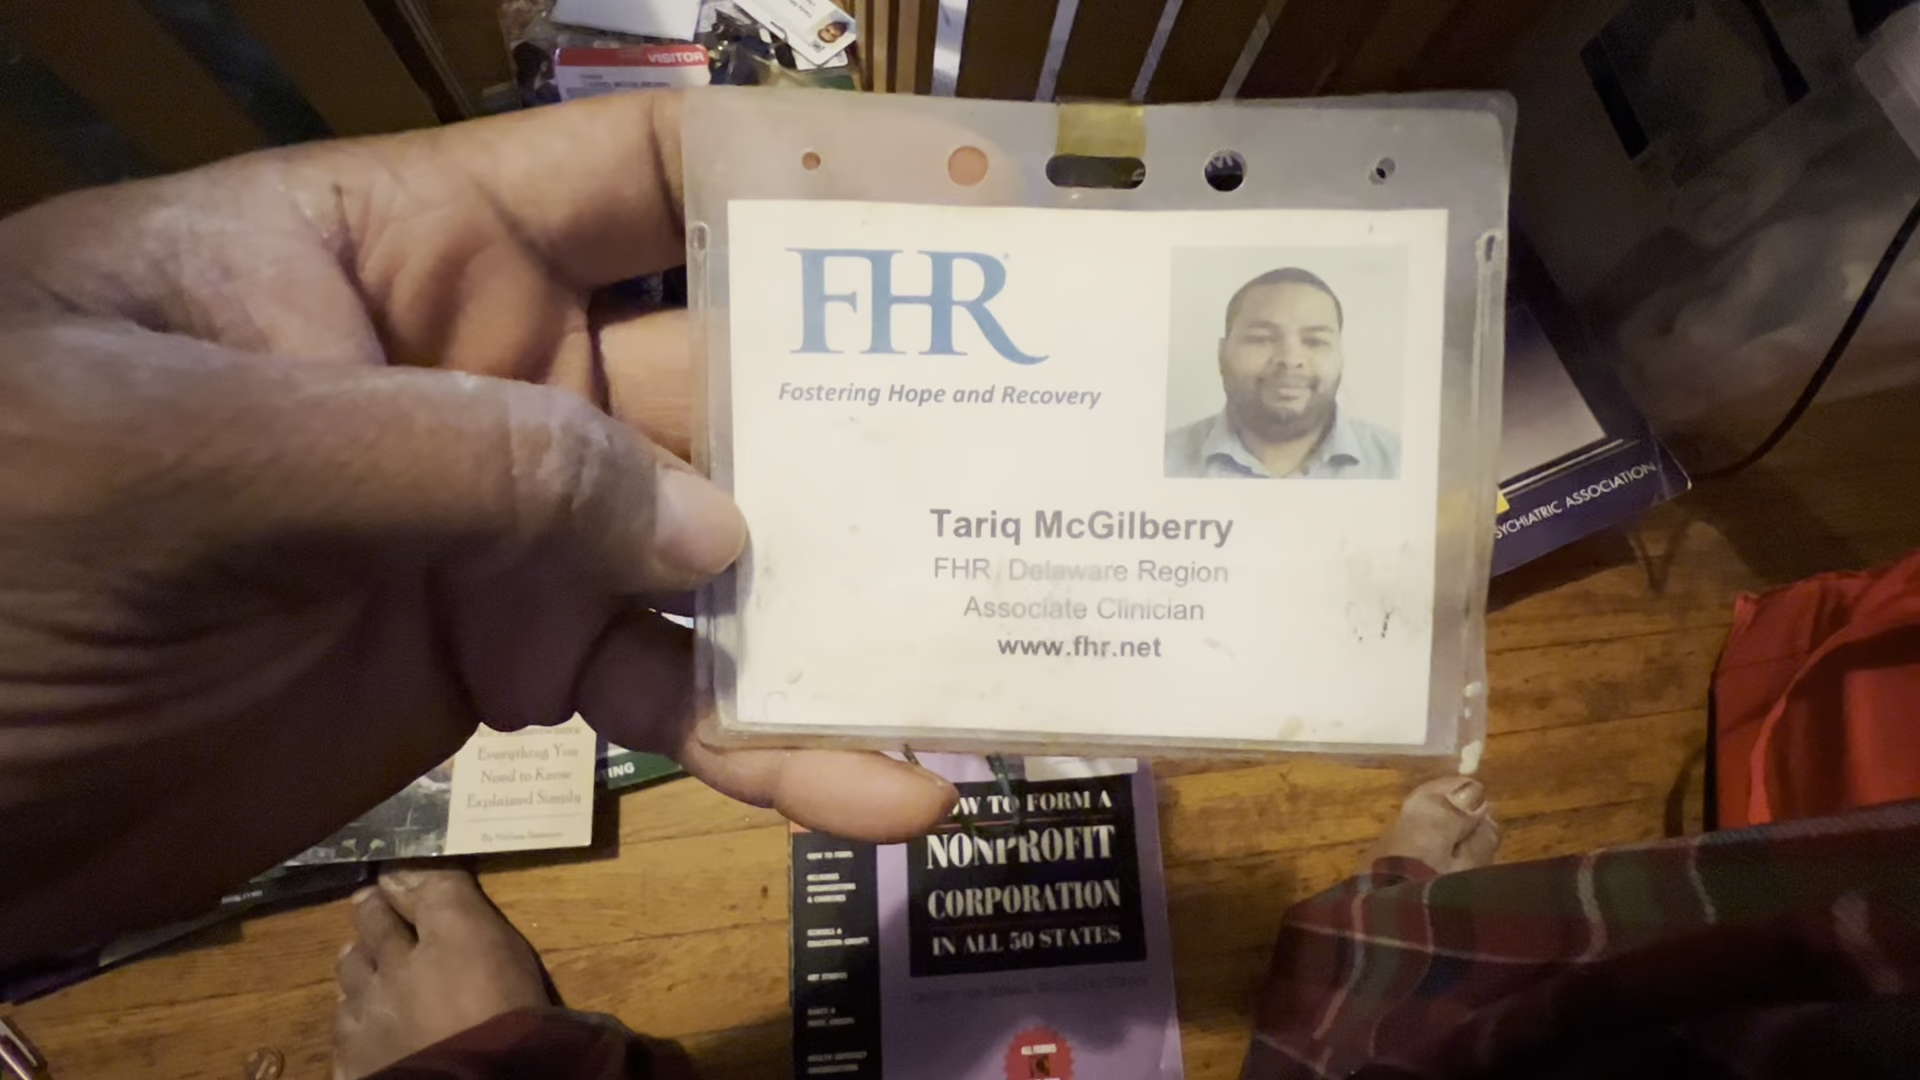 VISITOR
FHR
Fostering Hope and Recovery
Tariq McGilberry
FHR Delaware Region
Associate Clinician
www.fhr.net
PSYCHIATRIC ASSOCIATION
Everything You
Need to Know
Explained Simply
ING
TO FORM A
NONPROFIT
CORPORATION
IN ALL 50 STATES